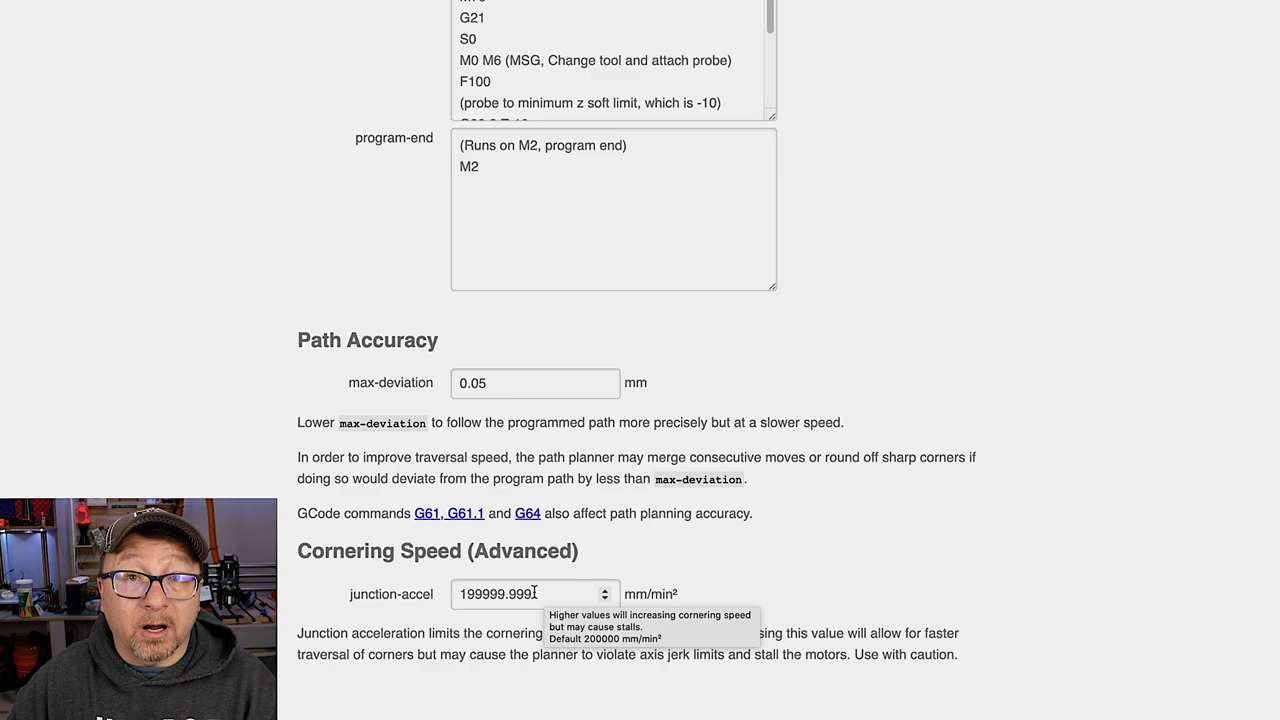 G21
S0
M0 M6 (MSG, Change tool and attach probe)
F100
(probe to minimum z soft limit, which is -10)
program-end
(Runs on M2, program end)
M2
Path Accuracy
max-deviation
0.05
mm
Lower max-deviation to follow the programmed path more precisely but at a slower speed.
In order to improve traversal speed, the path planner may merge consecutive moves or round off sharp corners if
doing so would deviate from the program path by less than max-deviation.
GCode commands G61, G61.1 and G64 also affect path planning accuracy.
Cornering Speed (Advanced)
junction-accel
199999.999
mm/min²
Higher values will increasing cornering speed
but may cause stalls.
Default 200000 mm/min²
Junction acceleration limits the cornering
this value will allow for faster
traversal of corners but may cause the planner to violate axis jerk limits and stall the motors. Use with caution.